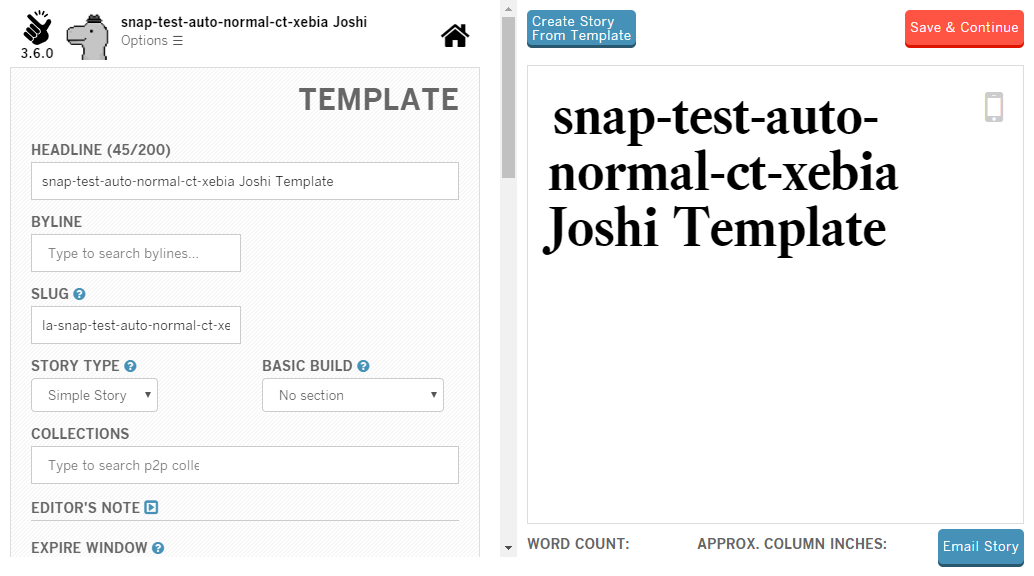 snap-test-auto-normal-ct-xebia Joshi
Options ☰
3.6.0
TEMPLATE
HEADLINE (45/200)
snap-test-auto-normal-ct-xebia Joshi Template
BYLINE
Type to search bylines...
SLUG ?
la-snap-test-auto-normal-ct-xe
STORY TYPE ? BASIC BUILD ?
Simple Story No section
COLLECTIONS
Type to search p2p colle
EDITOR'S NOTE
EXPIRE WINDOW ?
Create Story
From Template
Save & Continue
snap-test-auto-
normal-ct-xebia
Joshi Template
WORD COUNT: APPROX. COLUMN INCHES:
Email Story